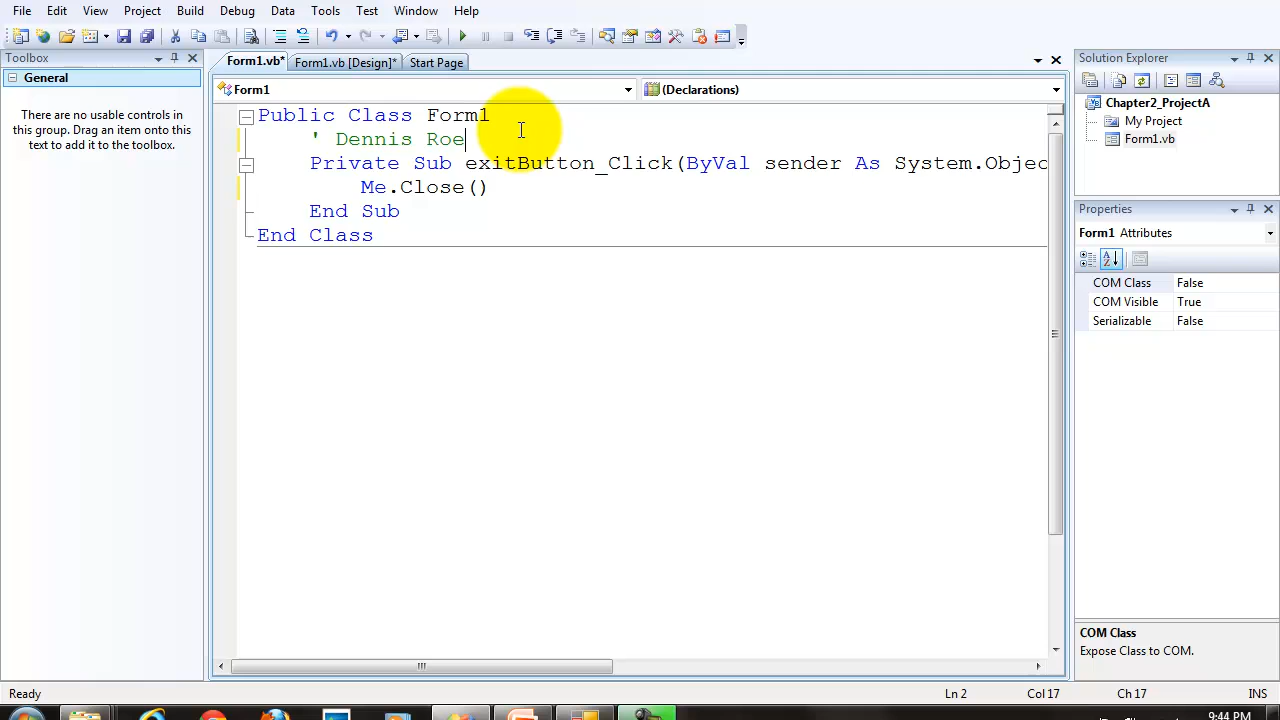 File Edit View Project Build Debug Data Tools Test Window Help
Toolbox
General
There are no usable controls in
this group. Drag an item onto this
text to add it to the toolbox.
Form1.vb* Form1.vb [Design]* Start Page
Form1 (Declarations)
Public Class Form1
' Dennis Roe
Private Sub exitButton_Click(ByVal sender As System.Objec
Me.Close()
End Sub
End Class
Solution Explorer
Chapter2_ProjectA
My Project
Form1.vb
Properties
Form1 Attributes
COM Class False
COM Visible True
Serializable False
COM Class
Expose Class to COM.
Ready Ln 2 Col 17 Ch 17 INS
9:44 PM